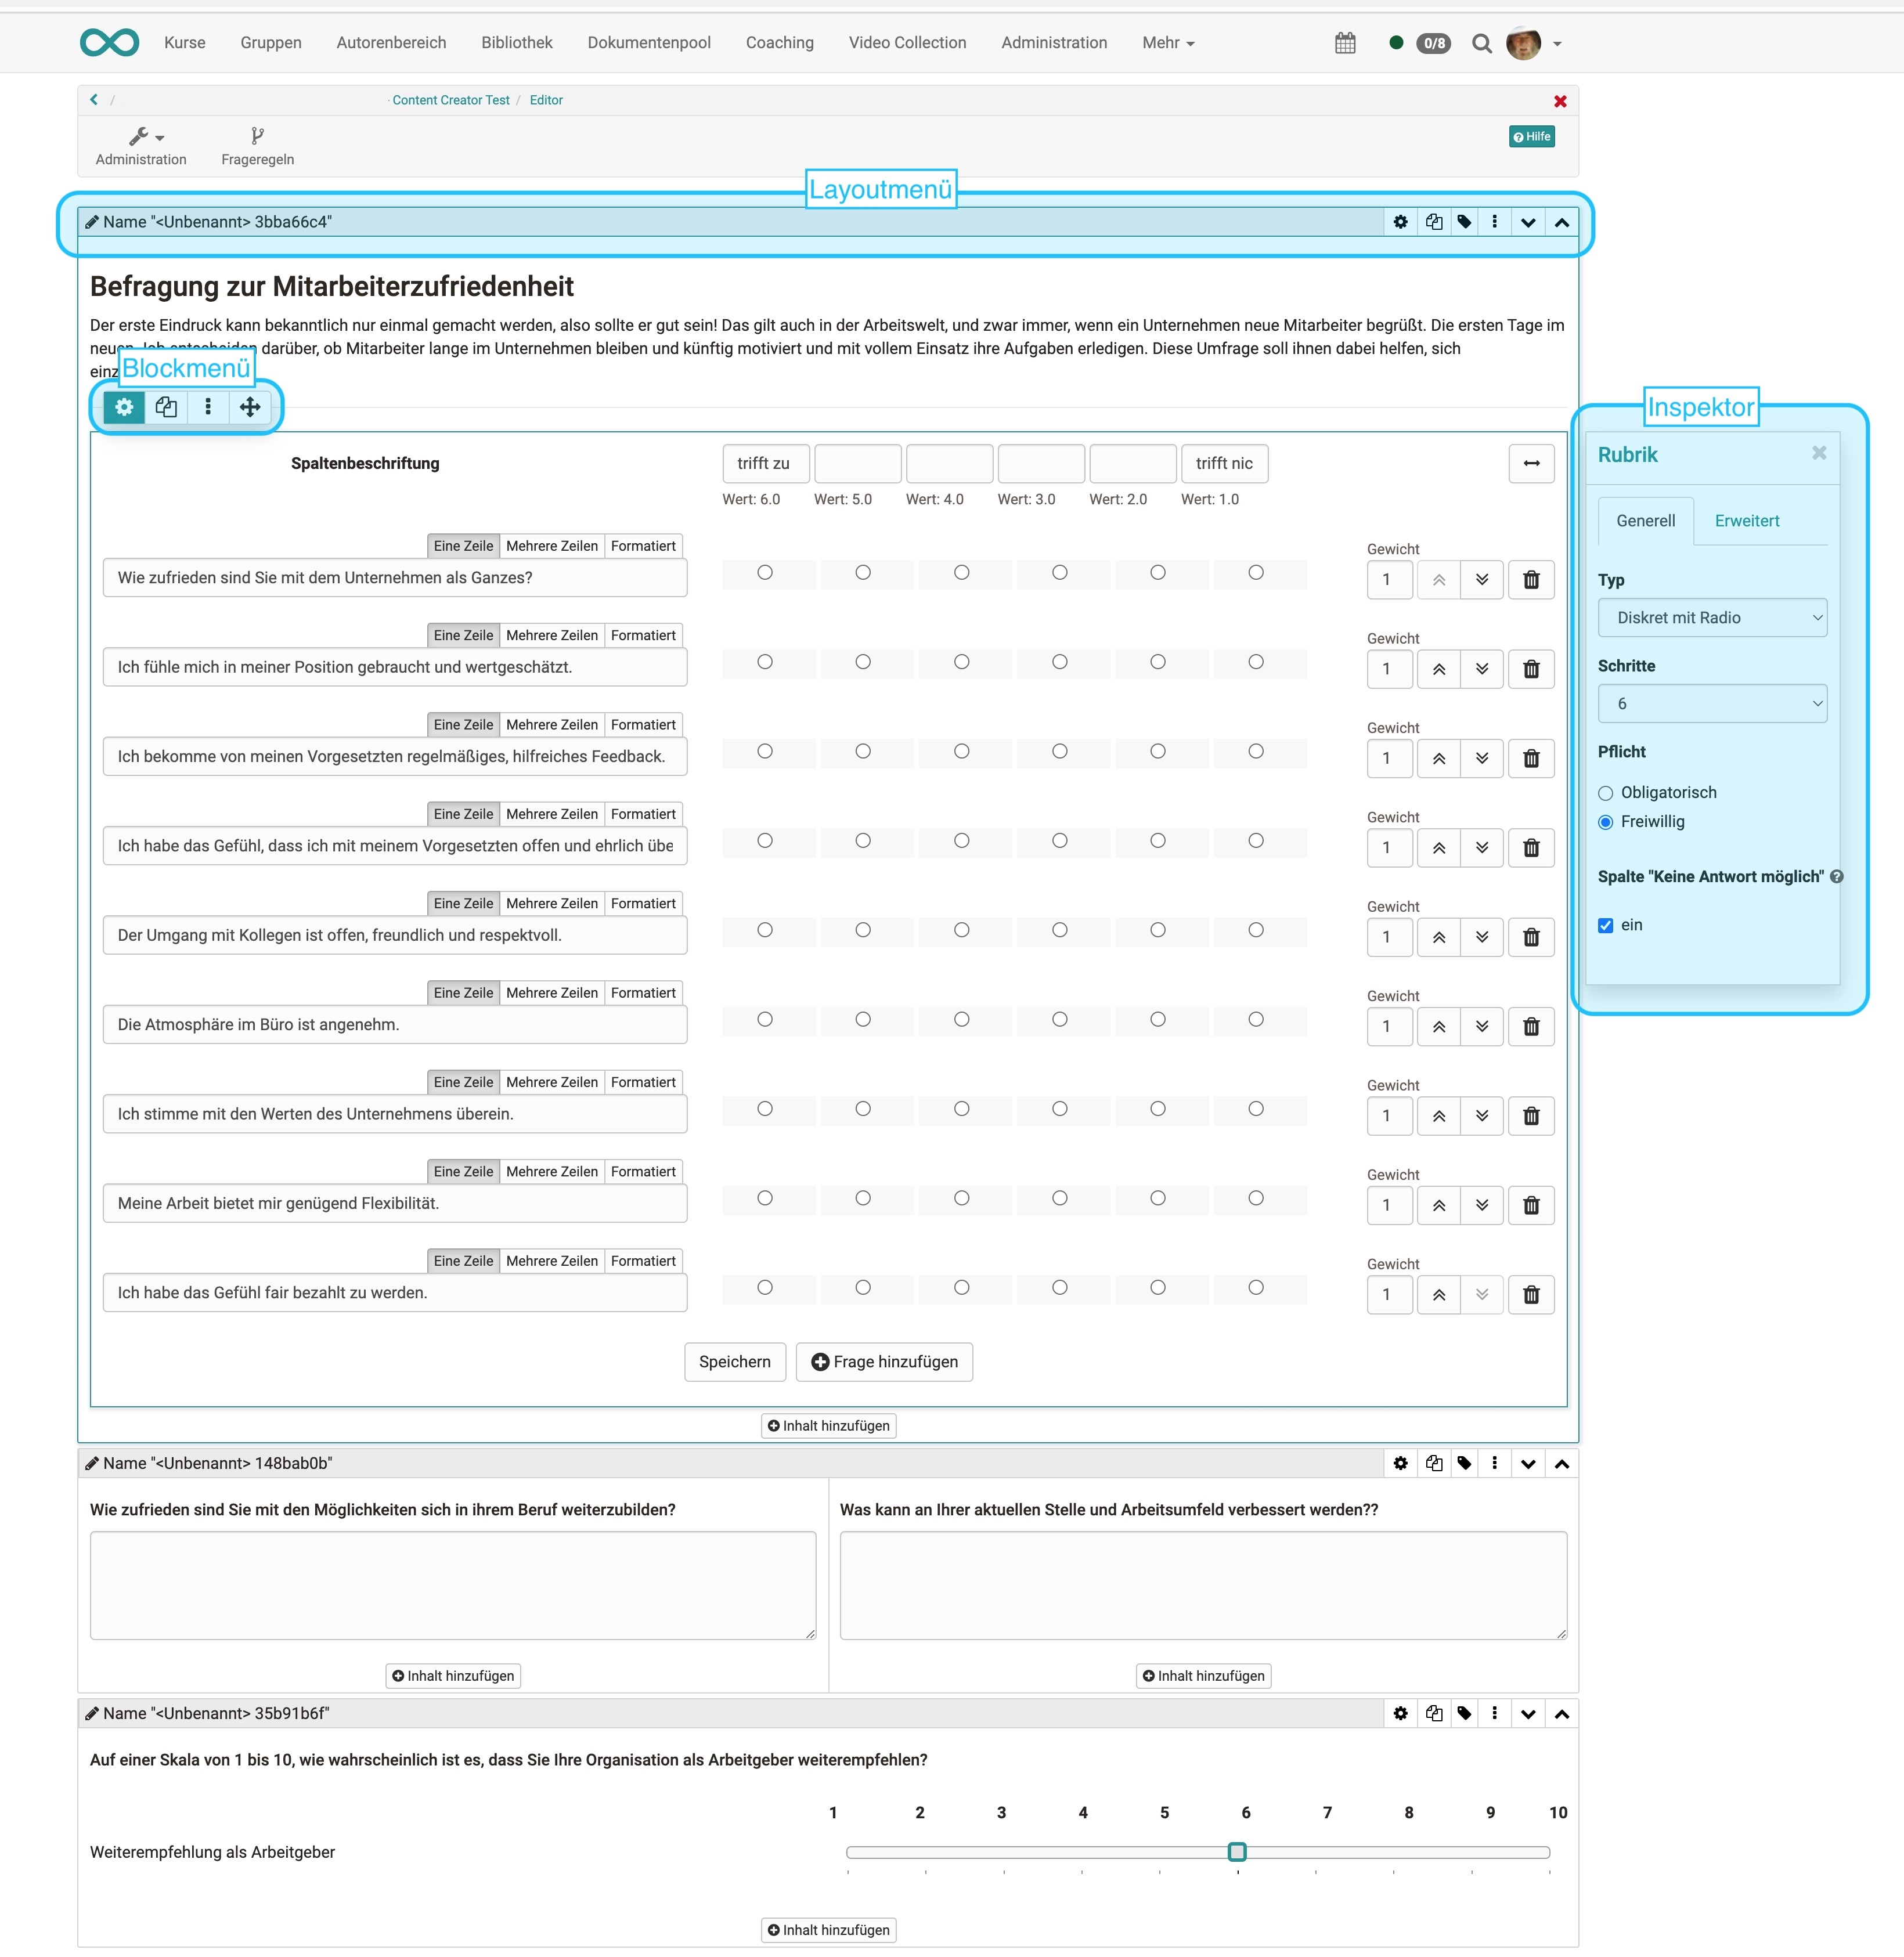 Kurse Gruppen Autorenbereich Bibliothek Dokumentenpool Coaching Video Collection Administration Mehr 0/8
/ Content Creator Test / Editor
Administration Frageregeln Hilfe
Layoutmenü
Name "<Unbenannt> 3bba66c4"
Befragung zur Mitarbeiterzufriedenheit
Der erste Eindruck kann bekanntlich nur einmal gemacht werden, also sollte er gut sein! Das gilt auch in der Arbeitswelt, und zwar immer, wenn ein Unternehmen neue Mitarbeiter begrüßt. Die ersten Tage im
darüber, ob Mitarbeiter lange im Unternehmen bleiben und künftig motiviert und mit vollem Einsatz ihre Aufgaben erledigen. Diese Umfrage soll ihnen dabei helfen, sich
Blockmenü
Inspektor
Spaltenbeschriftung trifft zu trifft nic
Wert: 6.0 Wert: 5.0 Wert: 4.0 Wert: 3.0 Wert: 2.0 Wert: 1.0
Eine Zeile Mehrere Zeilen Formatiert Gewicht
Wie zufrieden sind Sie mit dem Unternehmen als Ganzes? 1
Eine Zeile Mehrere Zeilen Formatiert Gewicht
Ich fühle mich in meiner Position gebraucht und wertgeschätzt. 1
Eine Zeile Mehrere Zeilen Formatiert Gewicht
Ich bekomme von meinen Vorgesetzten regelmäßiges, hilfreiches Feedback. 1
Eine Zeile Mehrere Zeilen Formatiert Gewicht
Ich habe das Gefühl, dass ich mit meinem Vorgesetzten offen und ehrlich übe 1
Eine Zeile Mehrere Zeilen Formatiert Gewicht
Der Umgang mit Kollegen ist offen, freundlich und respektvoll. 1
Eine Zeile Mehrere Zeilen Formatiert Gewicht
Die Atmosphäre im Büro ist angenehm. 1
Eine Zeile Mehrere Zeilen Formatiert Gewicht
Ich stimme mit den Werten des Unternehmens überein. 1
Eine Zeile Mehrere Zeilen Formatiert Gewicht
Meine Arbeit bietet mir genügend Flexibilität. 1
Eine Zeile Mehrere Zeilen Formatiert Gewicht
Ich habe das Gefühl fair bezahlt zu werden. 1
Speichern Frage hinzufügen
Inhalt hinzufügen
Rubrik
Generell Erweitert
Typ
Diskret mit Radio
Schritte
6
Pflicht
Obligatorisch
Freiwillig
Spalte "Keine Antwort möglich"
ein
Name "<Unbenannt> 148bab0b"
Wie zufrieden sind Sie mit den Möglichkeiten sich in ihrem Beruf weiterzubilden?
Was kann an Ihrer aktuellen Stelle und Arbeitsumfeld verbessert werden??
Inhalt hinzufügen
Inhalt hinzufügen
Name "<Unbenannt> 35b91b6f"
Auf einer Skala von 1 bis 10, wie wahrscheinlich ist es, dass Sie Ihre Organisation als Arbeitgeber weiterempfehlen?
1 2 3 4 5 6 7 8 9 10
Weiterempfehlung als Arbeitgeber
Inhalt hinzufügen